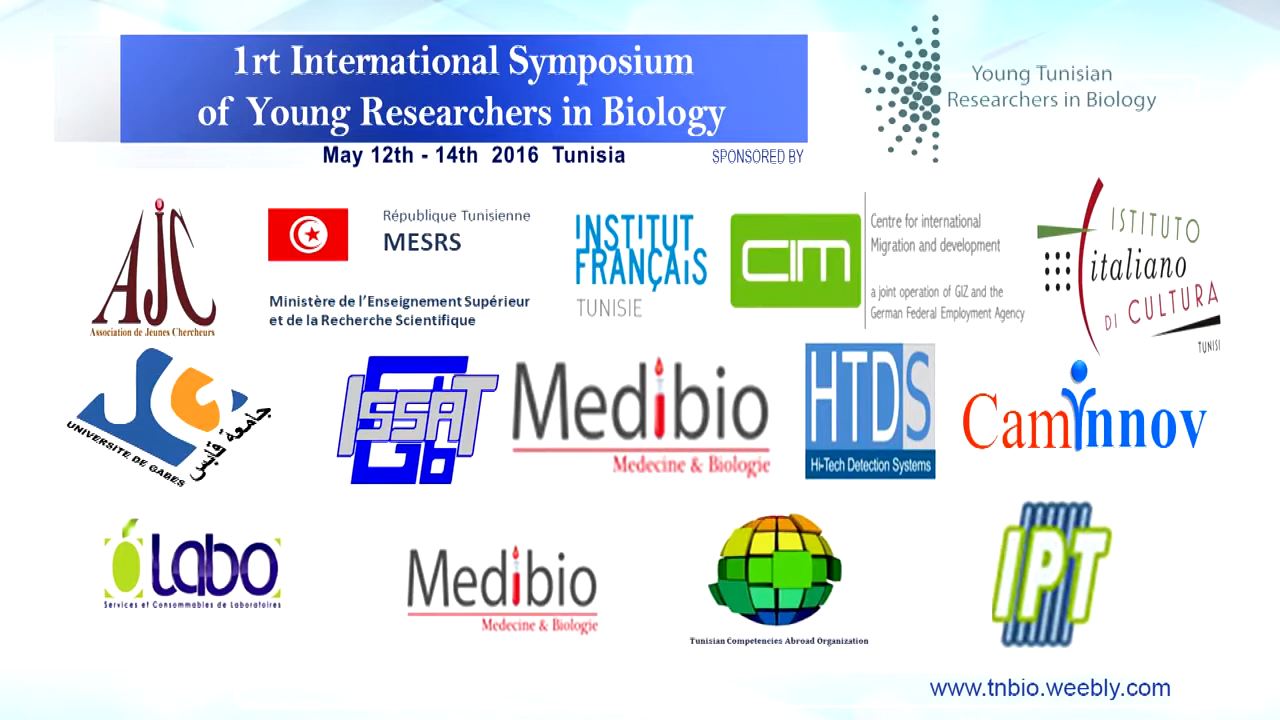 1rt International Symposium
of Young Researchers in Biology
May 12th - 14th 2016 Tunisia
SPONSORED BY
Young Tunisian
Researchers in Biology
AJC
Association de Jeunes Chercheurs
République Tunisienne
MESRS
Ministère de l'Enseignement Supérieur
et de la Recherche Scientifique
INSTITUT
FRANÇAIS
TUNISIE
CIM
Centre for international
Migration and development
a joint operation of GIZ and the
German Federal Employment Agency
ISTITUTO
italiano
DI CULTURA
TUNISI
UNIVERSITE DE GABES
جامعة قابس
ISSAT
Gb
Medibio
Medecine & Biologie
HTDS
Hi-Tech Detection Systems
CamYnnov
Labo
Services et Consommables de Laboratoires
Medibio
Medecine & Biologie
Tunisian Competencies Abroad Organization
IPT
www.tnbio.weebly.com